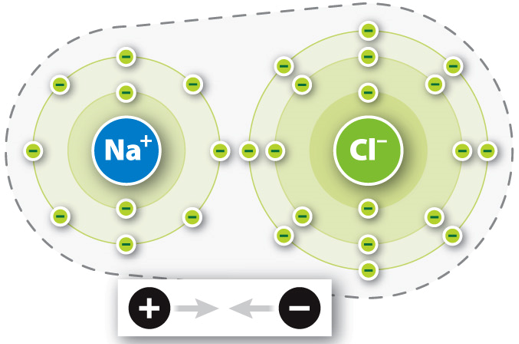 Na⁺
Cl⁻
+ −